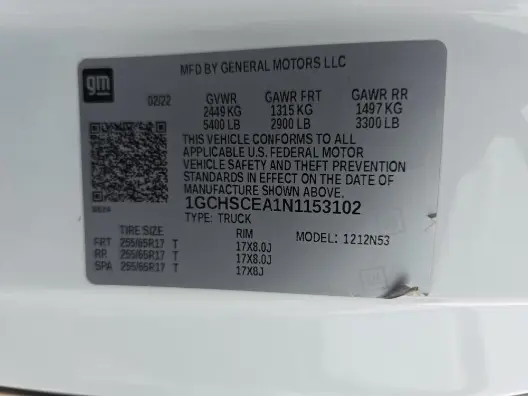 gm
MFD BY GENERAL MOTORS LLC
02/22 GVWR GAWR FRT GAWR RR
2449 KG 1315 KG 1497 KG
5400 LB 2900 LB 3300 LB
THIS VEHICLE CONFORMS TO ALL
APPLICABLE U.S. FEDERAL MOTOR
VEHICLE SAFETY AND THEFT PREVENTION
STANDARDS IN EFFECT ON THE DATE OF
MANUFACTURE SHOWN ABOVE.
1GCHSCEA1N1153102
TYPE: TRUCK
TIRE SIZE RIM MODEL: 1212N53
FRT 255/65R17 T 17X8.0J
RR 255/65R17 T 17X8.0J
SPA 255/65R17 T 17X8J